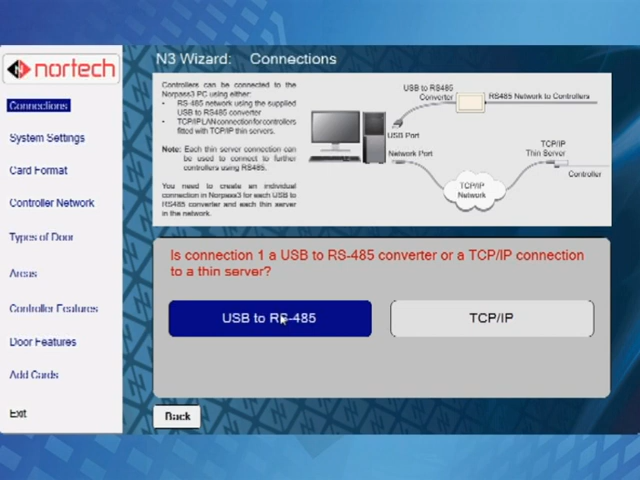 N3 Wizard: Connections
nortech
Connections
System Settings
Card Format
Controller Network
Types of Door
Areas
Controller Features
Door Features
Add Cards
Exit
Controllers can be connected to the
Norpass3 PC using either:
• RS-485 network using the supplied
USB to RS485 converter
• TCP/IP LAN connection for controllers
fitted with TCP/IP thin servers.
Note: Each thin server connection can
be used to connect to further
controllers using RS485.
You need to create an individual
connection in Norpass3 for each USB to
RS485 converter and each thin server
in the network.
USB to RS485
Converter
RS485 Network to Controllers
USB Port
Network Port
TCP/IP
Thin Server
Controller
TCP/IP
Network
Is connection 1 a USB to RS-485 converter or a TCP/IP connection
to a thin server?
USB to RS-485
TCP/IP
Back